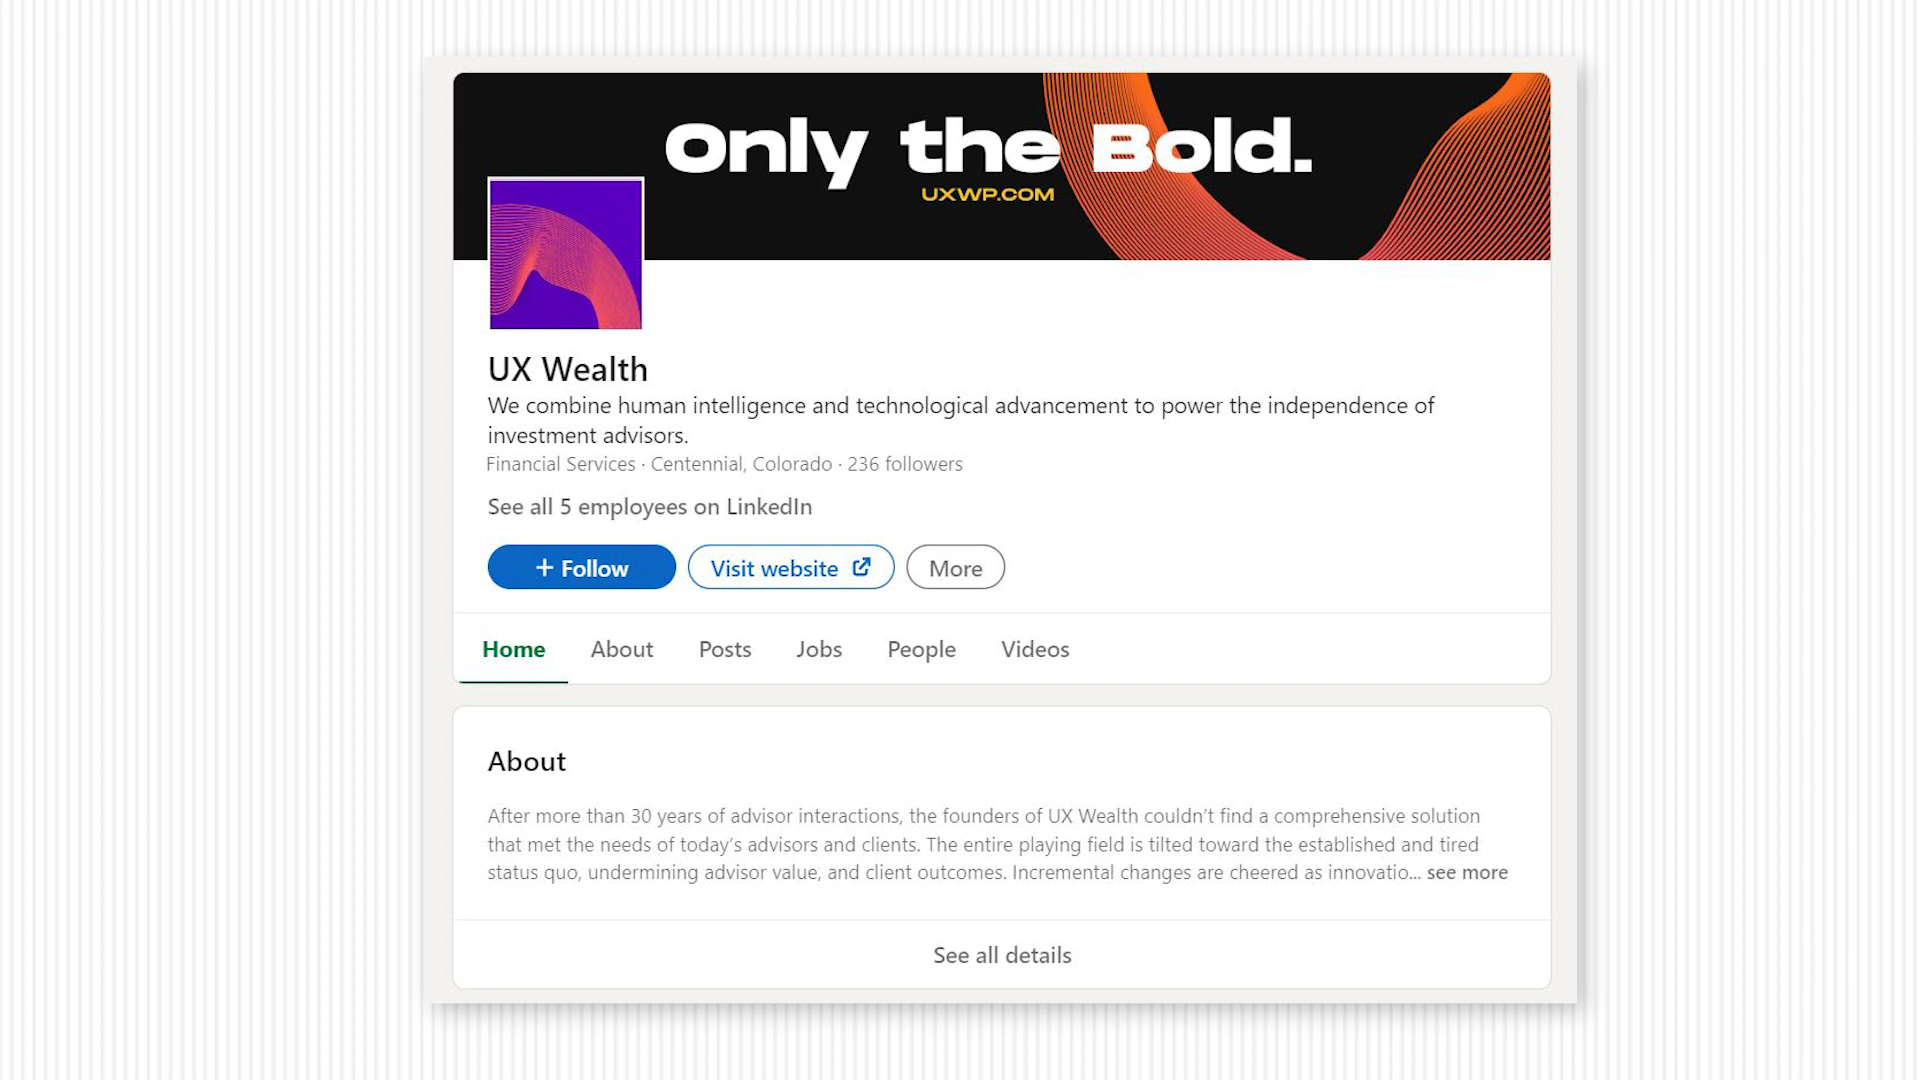 Only the Bold.
UXWP.COM
UX Wealth
We combine human intelligence and technological advancement to power the independence of
investment advisors.
Financial Services · Centennial, Colorado · 236 followers
See all 5 employees on LinkedIn
+ Follow
Visit website
More
Home
About
Posts
Jobs
People
Videos
About
After more than 30 years of advisor interactions, the founders of UX Wealth couldn’t find a comprehensive solution
that met the needs of today’s advisors and clients. The entire playing field is tilted toward the established and tired
status quo, undermining advisor value, and client outcomes. Incremental changes are cheered as innovatio... see more
See all details